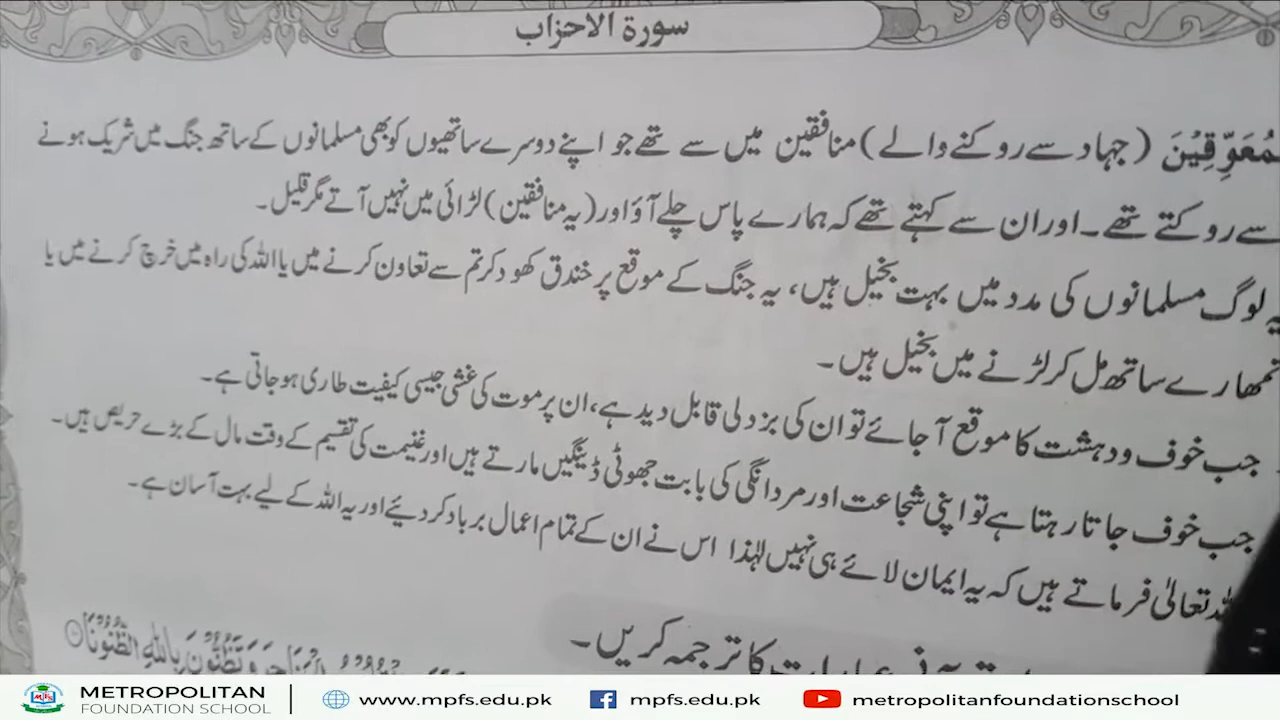 سورۃ الاحزاب
مُعَوِّقِیْنَ (جہاد سے روکنے والے) منافقین میں سے تھے جو اپنے دوسرے ساتھیوں کو بھی مسلمانوں کے ساتھ جنگ میں شریک ہونے
سے روکتے تھے۔ اور ان سے کہتے تھے کہ ہمارے پاس چلے آؤ اور (یہ منافقین) لڑائی میں نہیں آتے مگر قلیل۔
یہ لوگ مسلمانوں کی مدد میں بہت بخیل ہیں، یہ جنگ کے موقع پر خندق کھود کر تم سے تعاون کرنے میں یا اللہ کی راہ میں خرچ کرنے میں یا
تمھارے ساتھ مل کر لڑنے میں بخیل ہیں۔
جب خوف و دہشت کا موقع آ جائے تو ان کی بزدلی قابل دید ہے، ان پر موت کی غشی جیسی کیفیت طاری ہو جاتی ہے۔
جب خوف جاتا رہتا ہے تو اپنی شجاعت اور مردانگی کی بابت جھوٹی ڈینگیں مارتے ہیں اور غنیمت کی تقسیم کے وقت مال کے بڑے حریص ہیں۔
اللہ تعالیٰ فرماتے ہیں کہ یہ ایمان لائے ہی نہیں لہٰذا اس نے ان کے تمام اعمال برباد کر دئیے اور یہ اللہ کے لیے بہت آسان ہے۔
کا ترجمہ کریں۔
وَتَظُنُّوْنَ بِاللّٰهِ الظُّنُوْنَا
METROPOLITAN FOUNDATION SCHOOL
www.mpfs.edu.pk
mpfs.edu.pk
metropolitanfoundationschool